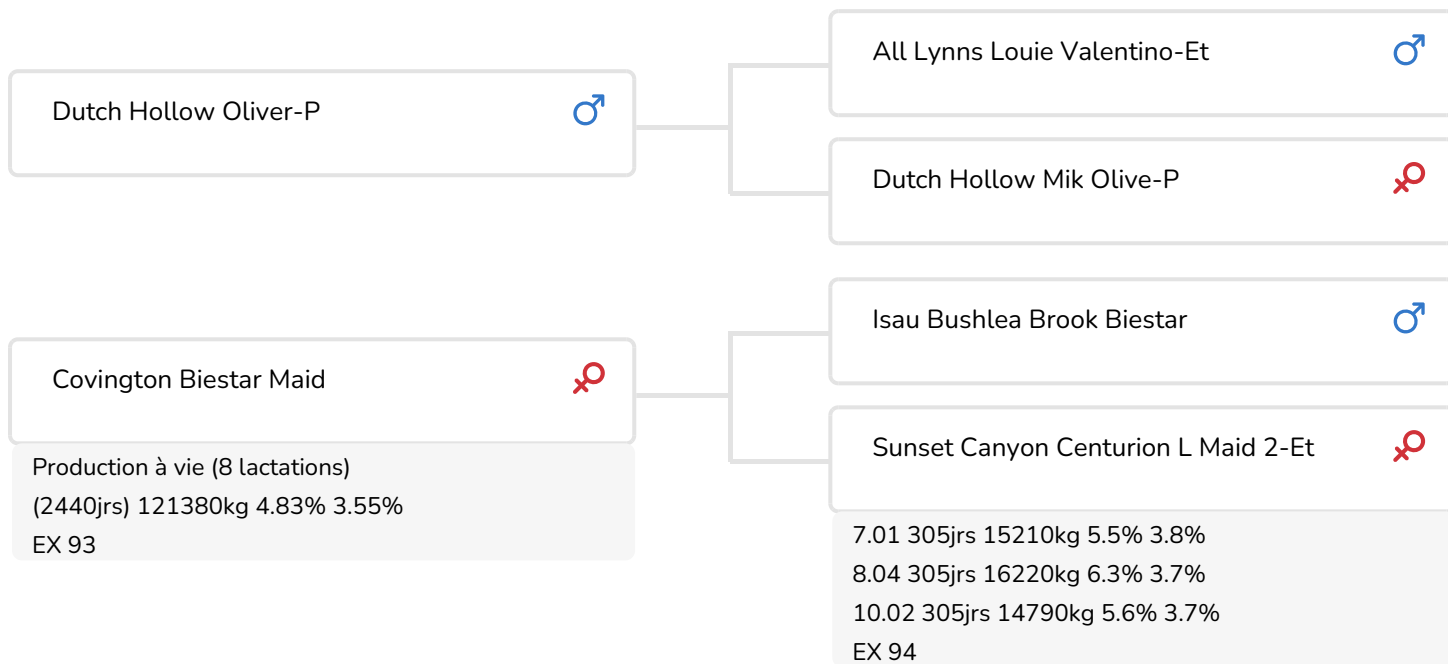 Dutch Hollow Oliver-P
All Lynns Louie Valentino-Et
Dutch Hollow Mik Olive-P
Covington Biestar Maid
Production à vie (8 lactations)
(2440jrs) 121380kg 4.83% 3.55%
EX 93
Isau Bushlea Brook Biestar
Sunset Canyon Centurion L Maid 2-Et
7.01 305jrs 15210kg 5.5% 3.8%
8.04 305jrs 16220kg 6.3% 3.7%
10.02 305jrs 14790kg 5.6% 3.7%
EX 94